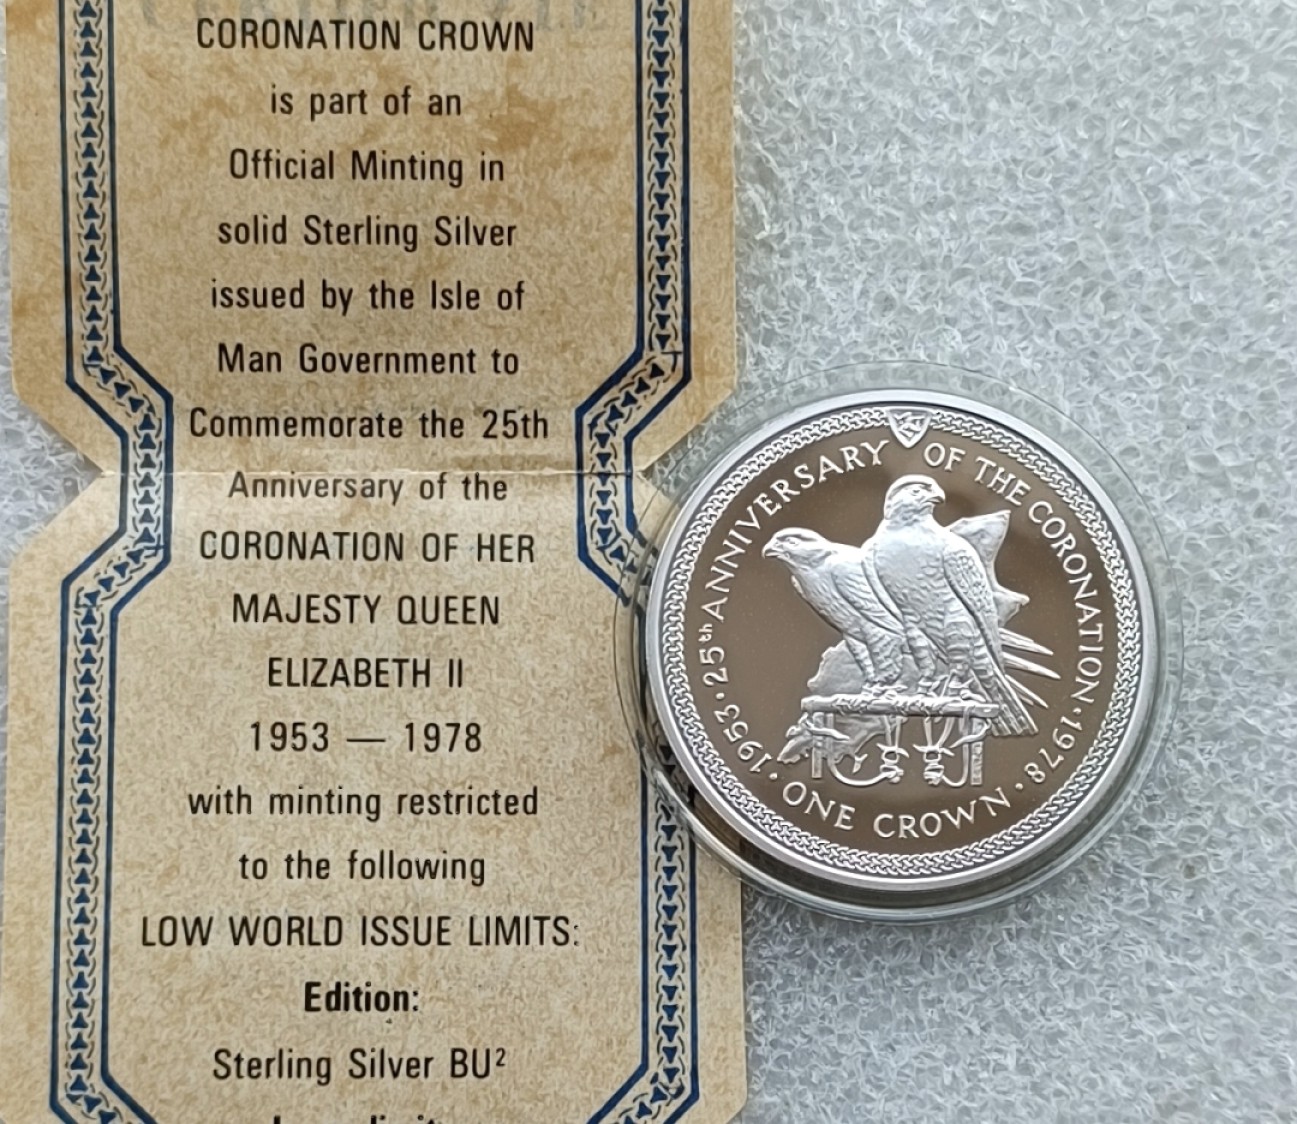 CERTIFICATE
CORONATION CROWN
is part of an
Official Minting in
solid Sterling Silver
issued by the Isle of
Man Government to
Commemorate the 25th
Anniversary of the
CORONATION OF HER
MAJESTY QUEEN
ELIZABETH II
1953 — 1978
with minting restricted
to the following
LOW WORLD ISSUE LIMITS:
Edition:
Sterling Silver BU²
1953 · 25th ANNIVERSARY OF THE CORONATION · 1978
· ONE CROWN ·